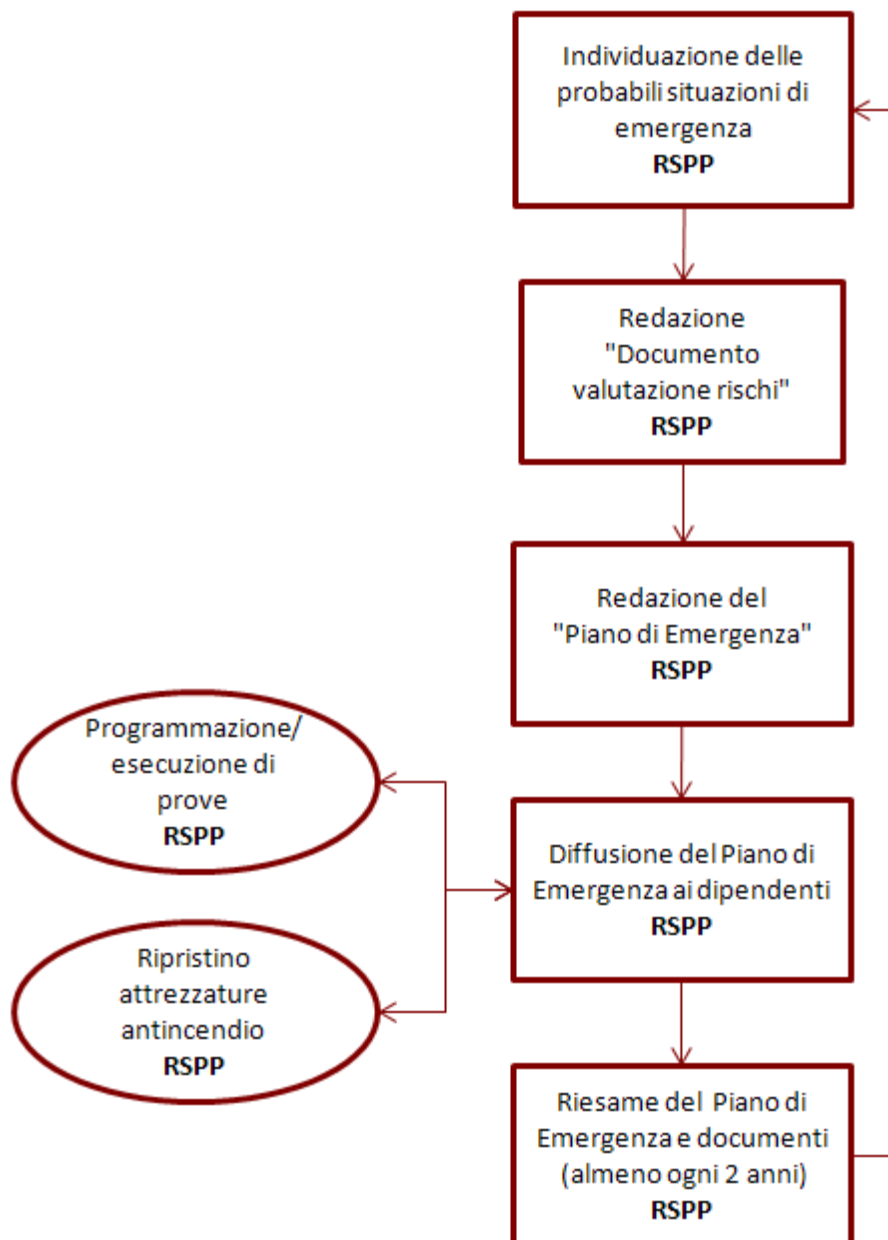 Individuazione delle
probabili situazioni di
emergenza
RSPP
Redazione
"Documento
valutazione rischi"
RSPP
Redazione del
"Piano di Emergenza"
RSPP
Programmazione/
esecuzione di
prove
RSPP
Diffusione del Piano di
Emergenza ai dipendenti
RSPP
Ripristino
attrezzature
antincendio
RSPP
Riesame del Piano di
Emergenza e documenti
(almeno ogni 2 anni)
RSPP